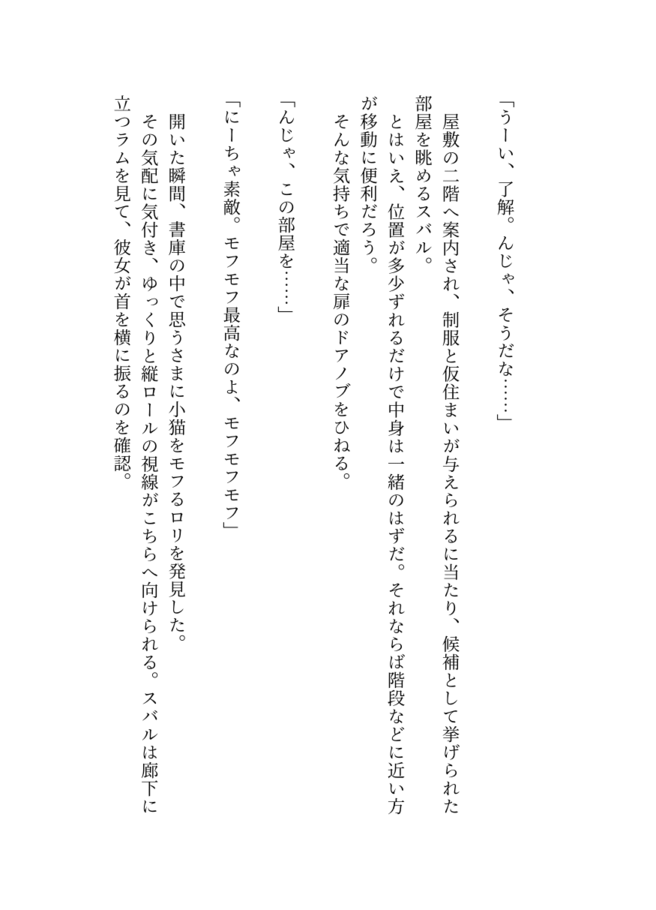 「うーい、了解。んじゃ、そうだな……」
　屋敷の二階へ案内され、制服と仮住まいが与えられるに当たり、候補として挙げられた
部屋を眺めるスバル。
　とはいえ、位置が多少ずれるだけで中身は一緒のはずだ。それならば階段などに近い方
が移動に便利だろう。
　そんな気持ちで適当な扉のドアノブをひねる。
「んじゃ、この部屋を……」
「にーちゃ素敵。モフモフ最高なのよ、モフモフモフ」
　開いた瞬間、書庫の中で思うさまに小猫をモフるロリを発見した。
　その気配に気付き、ゆっくりと縦ロールの視線がこちらへ向けられる。スバルは廊下に
立つラムを見て、彼女が首を横に振るのを確認。